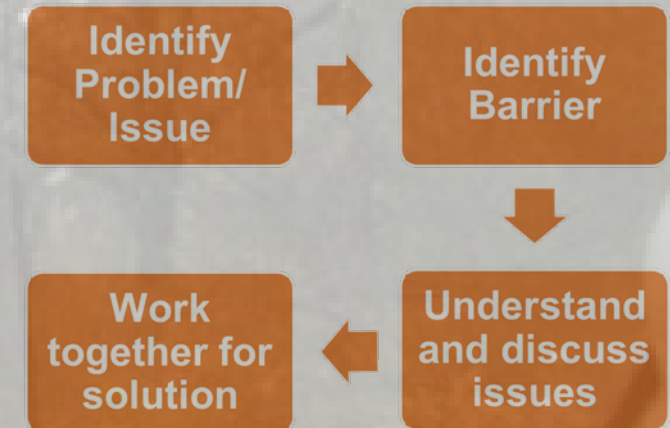 Identify
Problem/
Issue
Identify
Barrier
Understand
and discuss
issues
Work
together for
solution